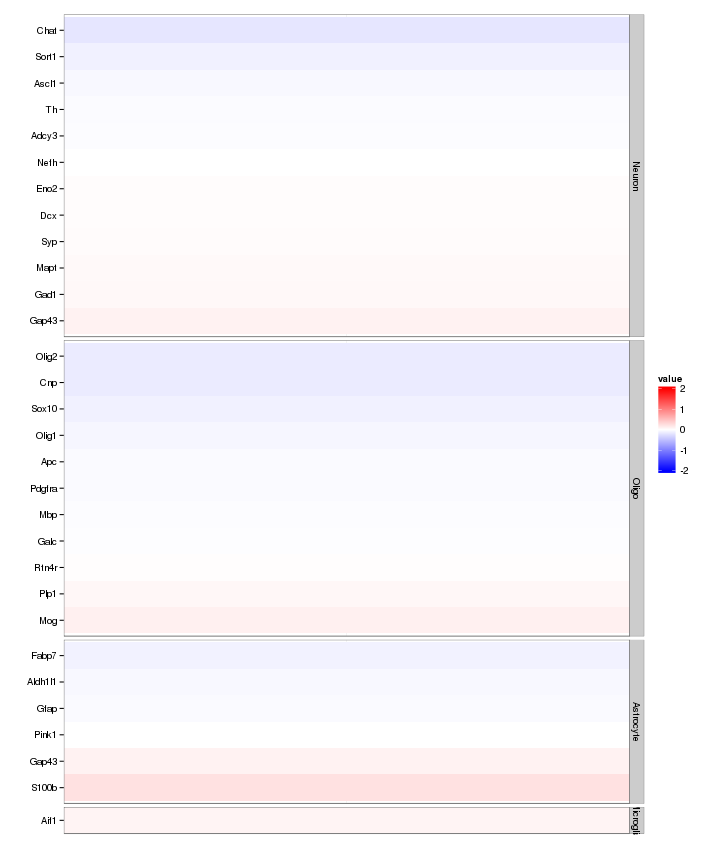 Chat
Sort1
Ascl1
Th
Adcy3
Nefh
Eno2
Dcx
Syp
Mapt
Gad1
Gap43
Neuron
Olig2
Cnp
Sox10
Olig1
Apc
Pdgfra
Mbp
Galc
Rtn4r
Plp1
Mog
Oligo
Fabp7
Aldh1l1
Gfap
Pink1
Gap43
S100b
Astrocyte
Aif1
value
2
1
0
-1
-2